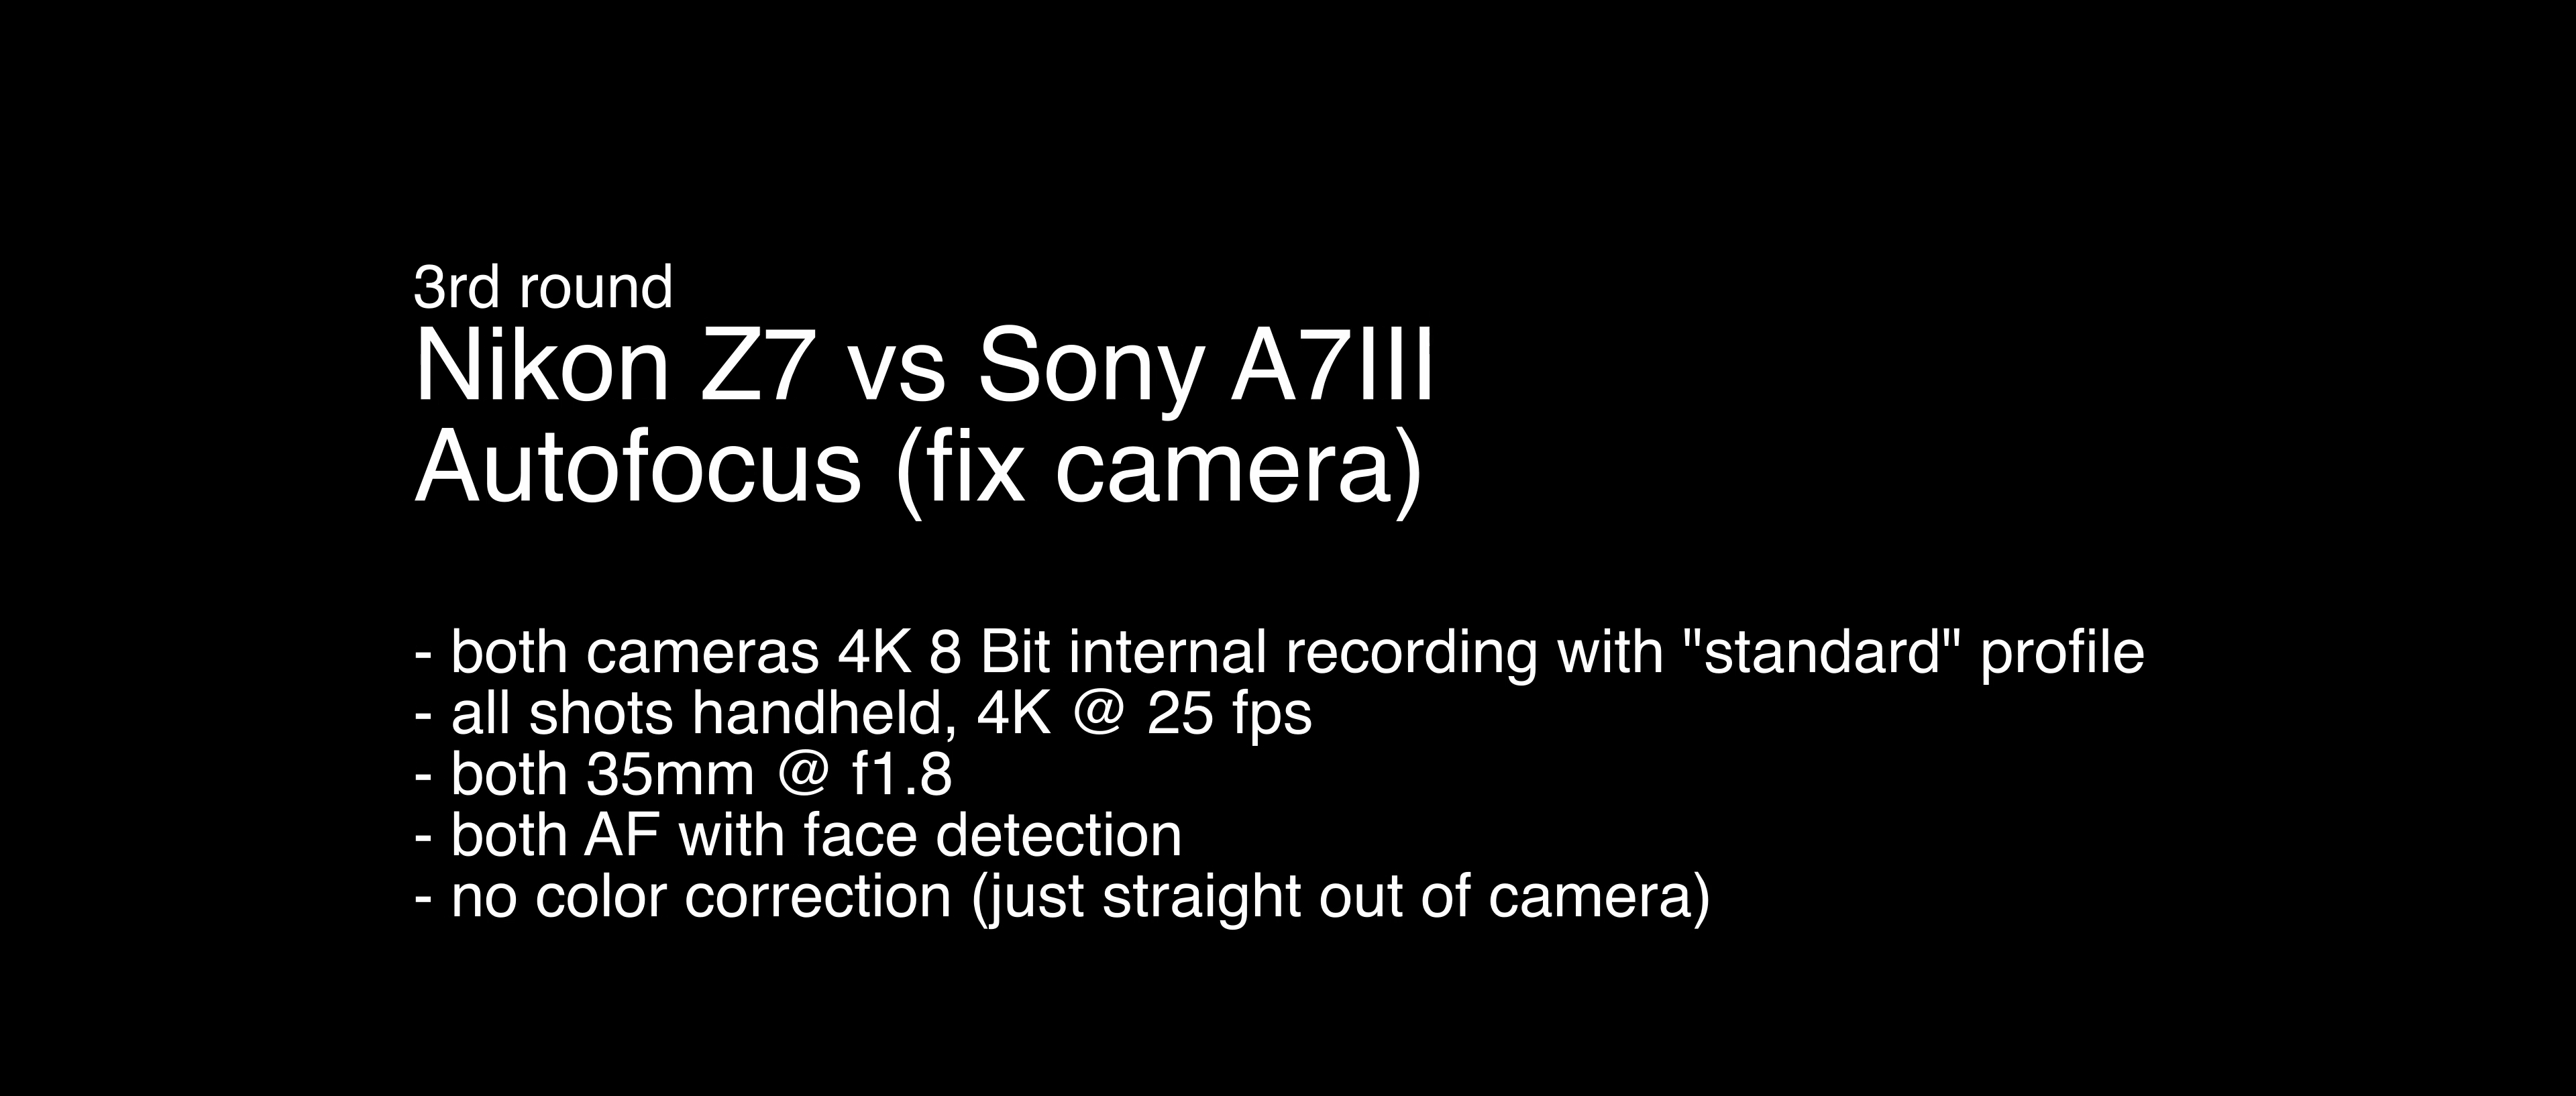 3rd round
Nikon Z7 vs Sony A7III
Autofocus (fix camera)
- both cameras 4K 8 Bit internal recording with "standard" profile
- all shots handheld, 4K @ 25 fps
- both 35mm @ f1.8
- both AF with face detection
- no color correction (just straight out of camera)